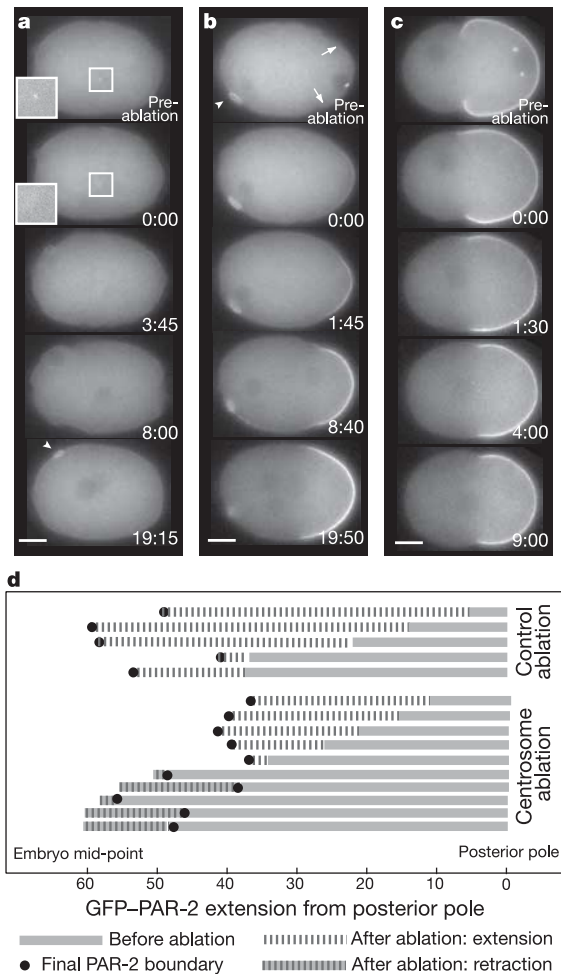 a
b
c
Pre-
ablation
Pre-
ablation
Pre-
ablation
0:00
0:00
0:00
3:45
1:45
1:30
8:00
8:40
4:00
19:15
19:50
9:00
d
Control
ablation
Centrosome
ablation
Embryo mid-point
Posterior pole
60
50
40
30
20
10
0
GFP–PAR-2 extension from posterior pole
Before ablation
After ablation: extension
Final PAR-2 boundary
After ablation: retraction